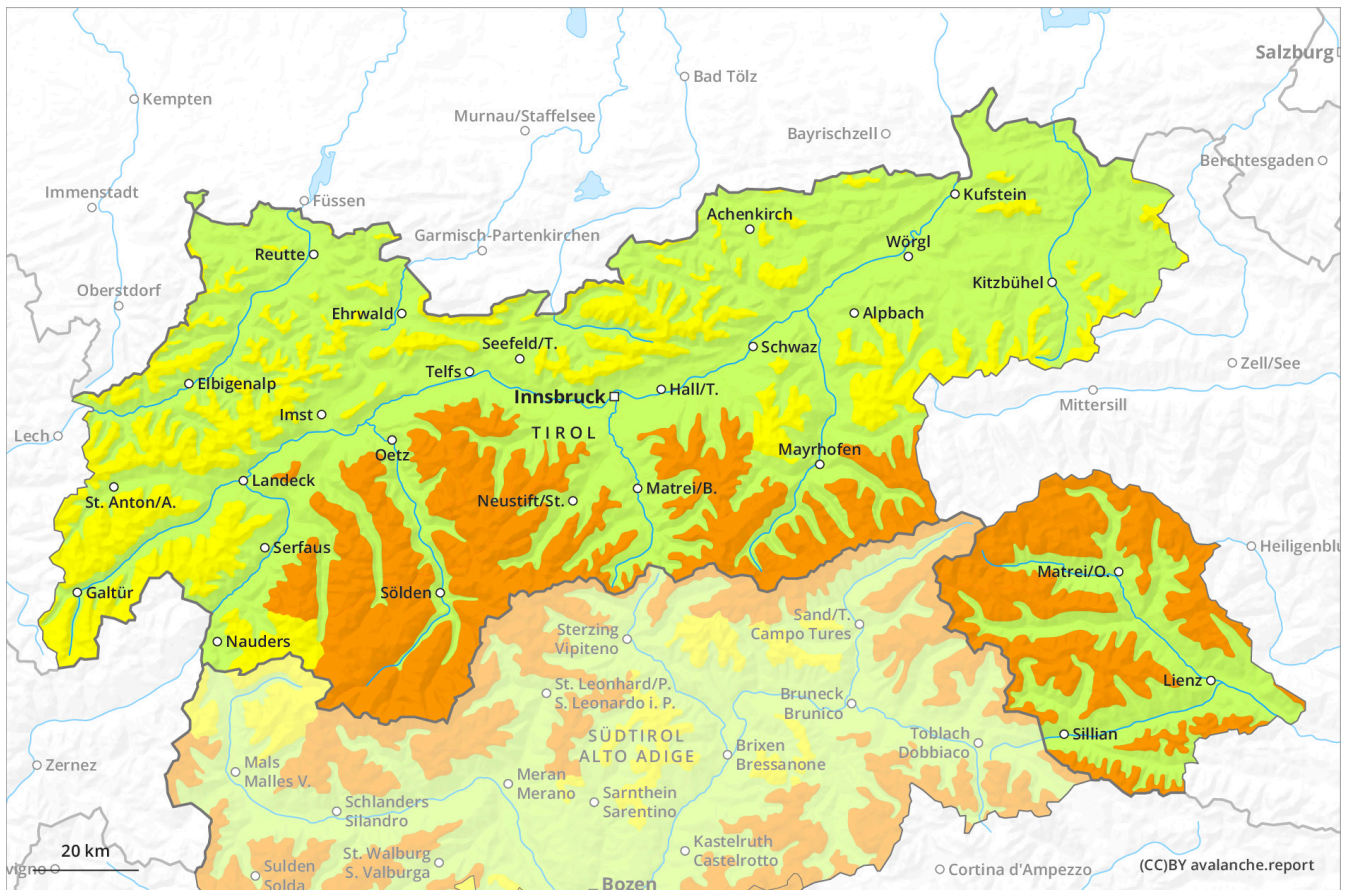 Salzburg
Bad Tölz
Kempten
Murnau/Staffelsee
Bayrischzell
Berchtesgaden
Immenstadt
Füssen
Kufstein
Achenkirch
Garmisch-Partenkirchen
Wörgl
Reutte
Kitzbühel
Oberstdorf
Ehrwald
Alpbach
Seefeld/T.
Schwaz
Zell/See
Telfs
Elbigenalp
Hall/T.
Innsbruck
Mittersill
Imst
TIROL
Lech
Oetz
Mayrhofen
Landeck
Matrei/B.
St. Anton/A.
Neustift/St.
Serfaus
Heiligenblu
Matrei/O.
Galtür
Sölden
Sand/T.
Campo Tures
Sterzing
Vipiteno
Nauders
Lienz
St. Leonhard/P.
S. Leonardo i. P.
Bruneck
Brunico
SÜDTIROL
ALTO ADIGE
Toblach
Dobbiaco
Sillian
Brixen
Bressanone
Zernez
Mals
Malles V.
Meran
Merano
Sarnthein
Sarentino
Schlanders
Silandro
20 km
Kastelruth
Castelrotto
St. Walburg
S. Valburga
vigno
Sulden
Solda
Cortina d'Ampezzo
(CC)BY avalanche.report
Bozen